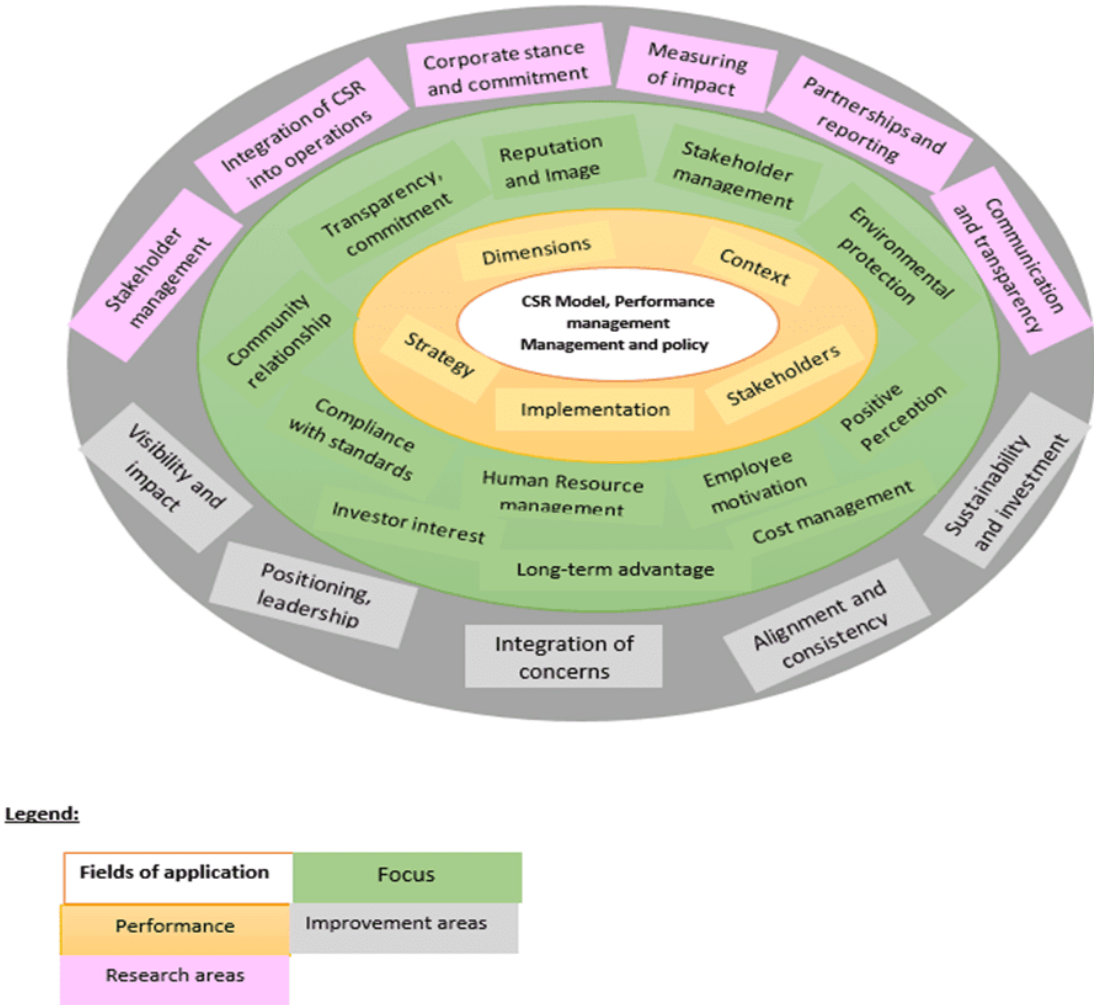 Corporate stance
and commitment
Measuring
of impact
Integration of CSR
into operations
Partnerships and
reporting
Stakeholder
management
Communication
and transparency
Reputation
and Image
Stakeholder
management
Transparency,
commitment
Environmental
protection
Community
relationship
Dimensions
Context
CSR Model, Performance
management
Management and policy
Strategy
Stakeholders
Implementation
Compliance
with standards
Positive
Perception
Human Resource
management
Employee
motivation
Investor interest
Cost management
Long-term advantage
Visibility and
impact
Sustainability
and investment
Positioning,
leadership
Alignment and
consistency
Integration of
concerns
Legend:
Fields of application
Focus
Performance
Improvement areas
Research areas